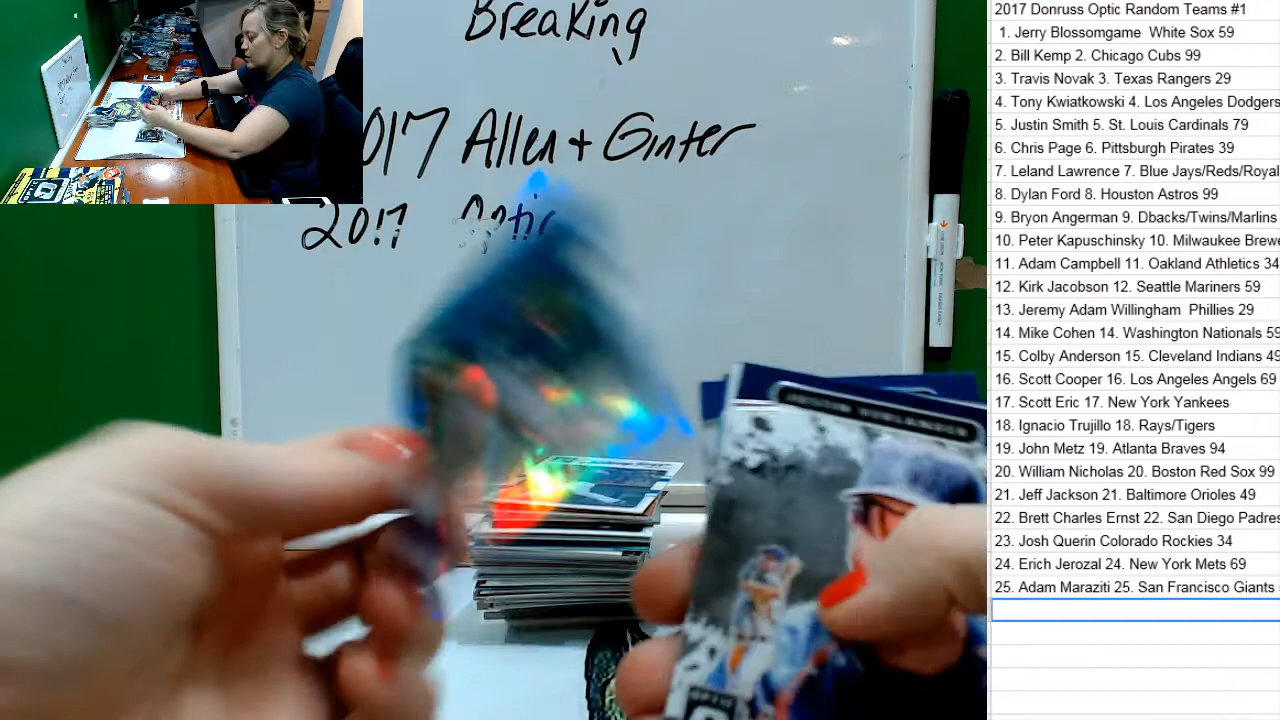 Breaking
017 Allen + Ginter
2017 Optic
OPTIC
2017 Donruss Optic Random Teams #1
1. Jerry Blossomgame White Sox 59
2. Bill Kemp 2. Chicago Cubs 99
3. Travis Novak 3. Texas Rangers 29
4. Tony Kwiatkowski 4. Los Angeles Dodgers
5. Justin Smith 5. St. Louis Cardinals 79
6. Chris Page 6. Pittsburgh Pirates 39
7. Leland Lawrence 7. Blue Jays/Reds/Royal
8. Dylan Ford 8. Houston Astros 99
9. Bryon Angerman 9. Dbacks/Twins/Marlins
10. Peter Kapuschinsky 10. Milwaukee Brewe
11. Adam Campbell 11. Oakland Athletics 34
12. Kirk Jacobson 12. Seattle Mariners 59
13. Jeremy Adam Willingham Phillies 29
14. Mike Cohen 14. Washington Nationals 59
15. Colby Anderson 15. Cleveland Indians 49
16. Scott Cooper 16. Los Angeles Angels 69
17. Scott Eric 17. New York Yankees
18. Ignacio Trujillo 18. Rays/Tigers
19. John Metz 19. Atlanta Braves 94
20. William Nicholas 20. Boston Red Sox 99
21. Jeff Jackson 21. Baltimore Orioles 49
22. Brett Charles Ernst 22. San Diego Padres
23. Josh Querin Colorado Rockies 34
24. Erich Jerozal 24. New York Mets 69
25. Adam Maraziti 25. San Francisco Giants